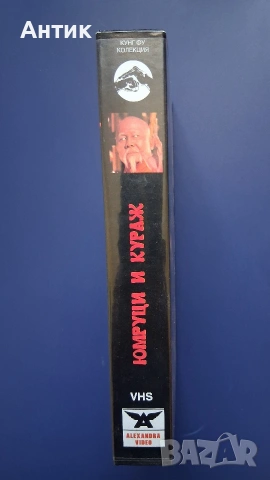 Антик
КУНГ ФУ
КОЛЕКЦИЯ
ЮМРУЦИ И КУРАЖ
VHS
ALEXANDRA
VIDEO
BAZAR
bg